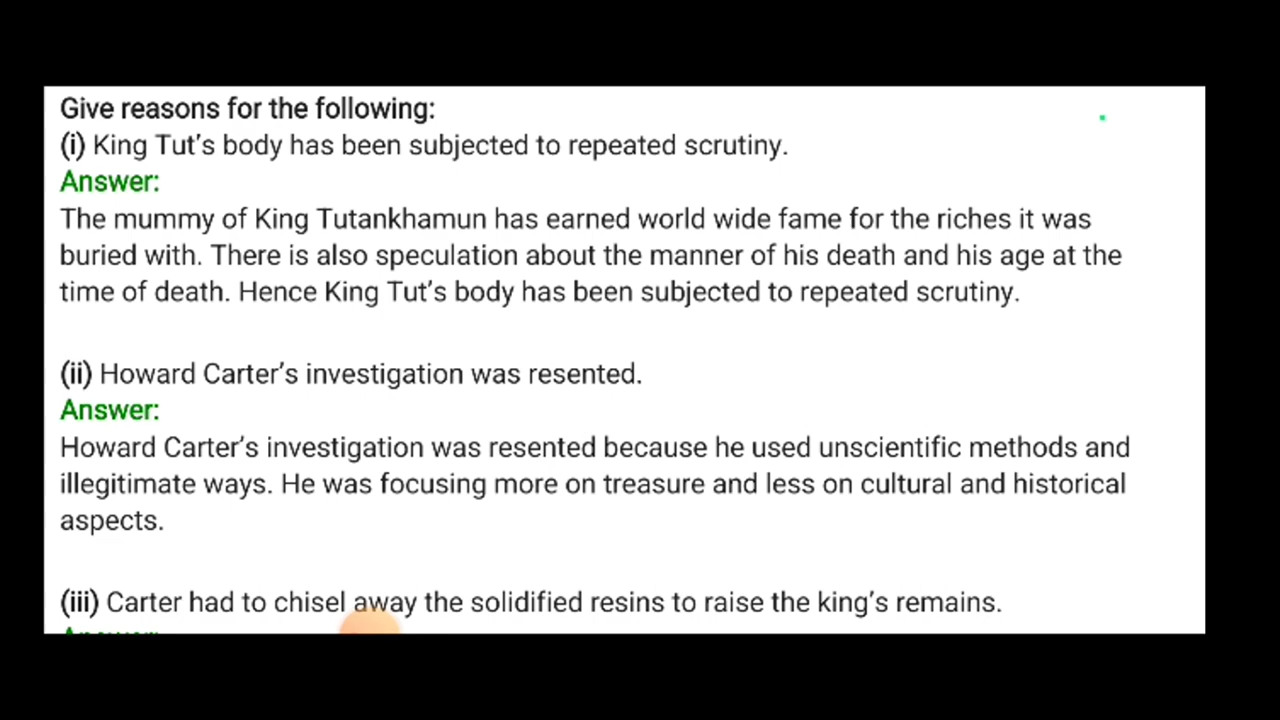 Give reasons for the following:
(i) King Tut's body has been subjected to repeated scrutiny.
Answer:
The mummy of King Tutankhamun has earned world wide fame for the riches it was
buried with. There is also speculation about the manner of his death and his age at the
time of death. Hence King Tut's body has been subjected to repeated scrutiny.
(ii) Howard Carter's investigation was resented.
Answer:
Howard Carter's investigation was resented because he used unscientific methods and
illegitimate ways. He was focusing more on treasure and less on cultural and historical
aspects.
(iii) Carter had to chisel away the solidified resins to raise the king's remains.